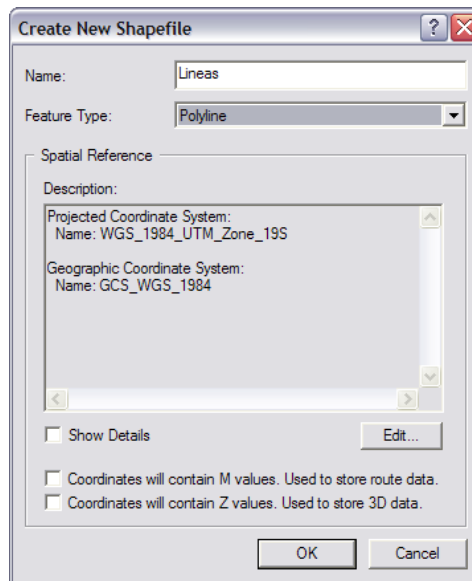 Create New Shapefile
Name: Lineas
Feature Type: Polyline
Spatial Reference
Description:
Projected Coordinate System:
Name: WGS_1984_UTM_Zone_19S
Geographic Coordinate System:
Name: GCS_WGS_1984
Show Details
Edit...
Coordinates will contain M values. Used to store route data.
Coordinates will contain Z values. Used to store 3D data.
OK
Cancel